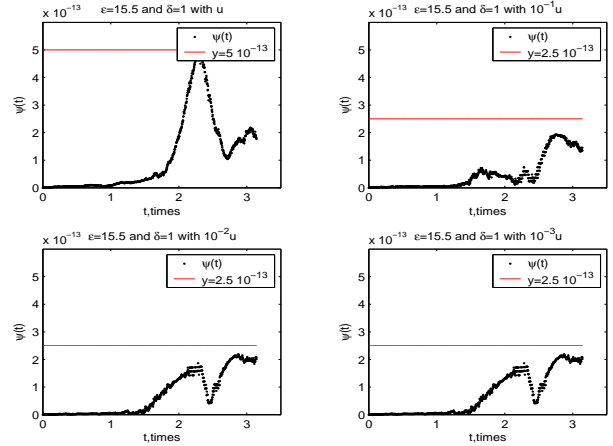 ε=15.5 and δ=1 with u
x 10⁻¹³
ψ(t)
y=5 10⁻¹³
6
5
4
3
2
1
0
ψ(t)
0 1 2 3
t,times
ε=15.5 and δ=1 with 10⁻¹u
x 10⁻¹³
ψ(t)
y=2.5 10⁻¹³
6
5
4
3
2
1
0
ψ(t)
0 1 2 3
t,times
ε=15.5 and δ=1 with 10⁻²u
x 10⁻¹³
ψ(t)
y=2.5 10⁻¹³
6
5
4
3
2
1
0
ψ(t)
0 1 2 3
t,times
ε=15.5 and δ=1 with 10⁻³u
x 10⁻¹³
ψ(t)
y=2.5 10⁻¹³
6
5
4
3
2
1
0
ψ(t)
0 1 2 3
t,times